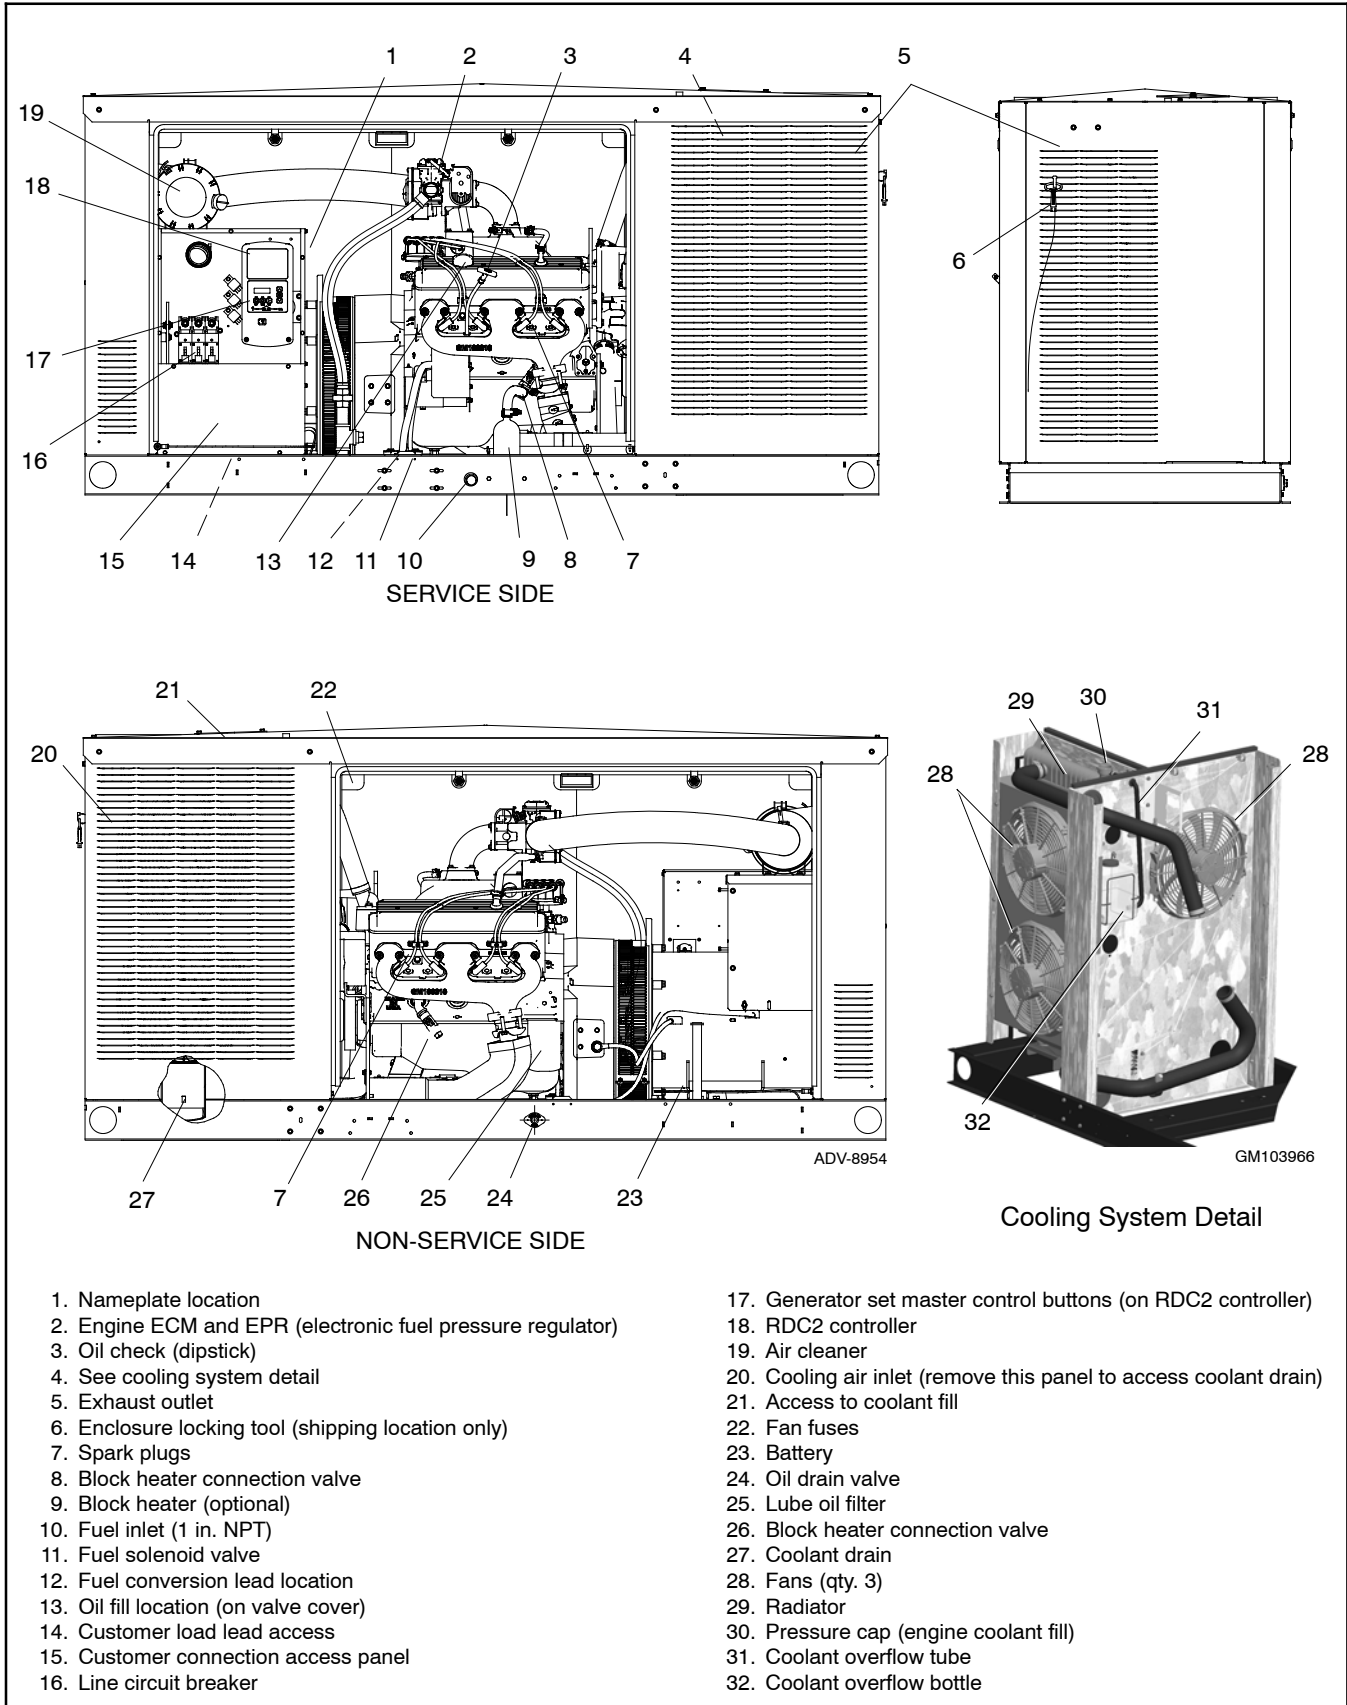 1 2 3 4 5
19
18
6
17
16
15 14 13 12 11 10 9 8 7
SERVICE SIDE
21 22
20
29 30 31
28 28
32
ADV-8954
GM103966
27 7 26 25 24 23
NON-SERVICE SIDE
Cooling System Detail
1. Nameplate location
2. Engine ECM and EPR (electronic fuel pressure regulator)
3. Oil check (dipstick)
4. See cooling system detail
5. Exhaust outlet
6. Enclosure locking tool (shipping location only)
7. Spark plugs
8. Block heater connection valve
9. Block heater (optional)
10. Fuel inlet (1 in. NPT)
11. Fuel solenoid valve
12. Fuel conversion lead location
13. Oil fill location (on valve cover)
14. Customer load lead access
15. Customer connection access panel
16. Line circuit breaker
17. Generator set master control buttons (on RDC2 controller)
18. RDC2 controller
19. Air cleaner
20. Cooling air inlet (remove this panel to access coolant drain)
21. Access to coolant fill
22. Fan fuses
23. Battery
24. Oil drain valve
25. Lube oil filter
26. Block heater connection valve
27. Coolant drain
28. Fans (qty. 3)
29. Radiator
30. Pressure cap (engine coolant fill)
31. Coolant overflow tube
32. Coolant overflow bottle